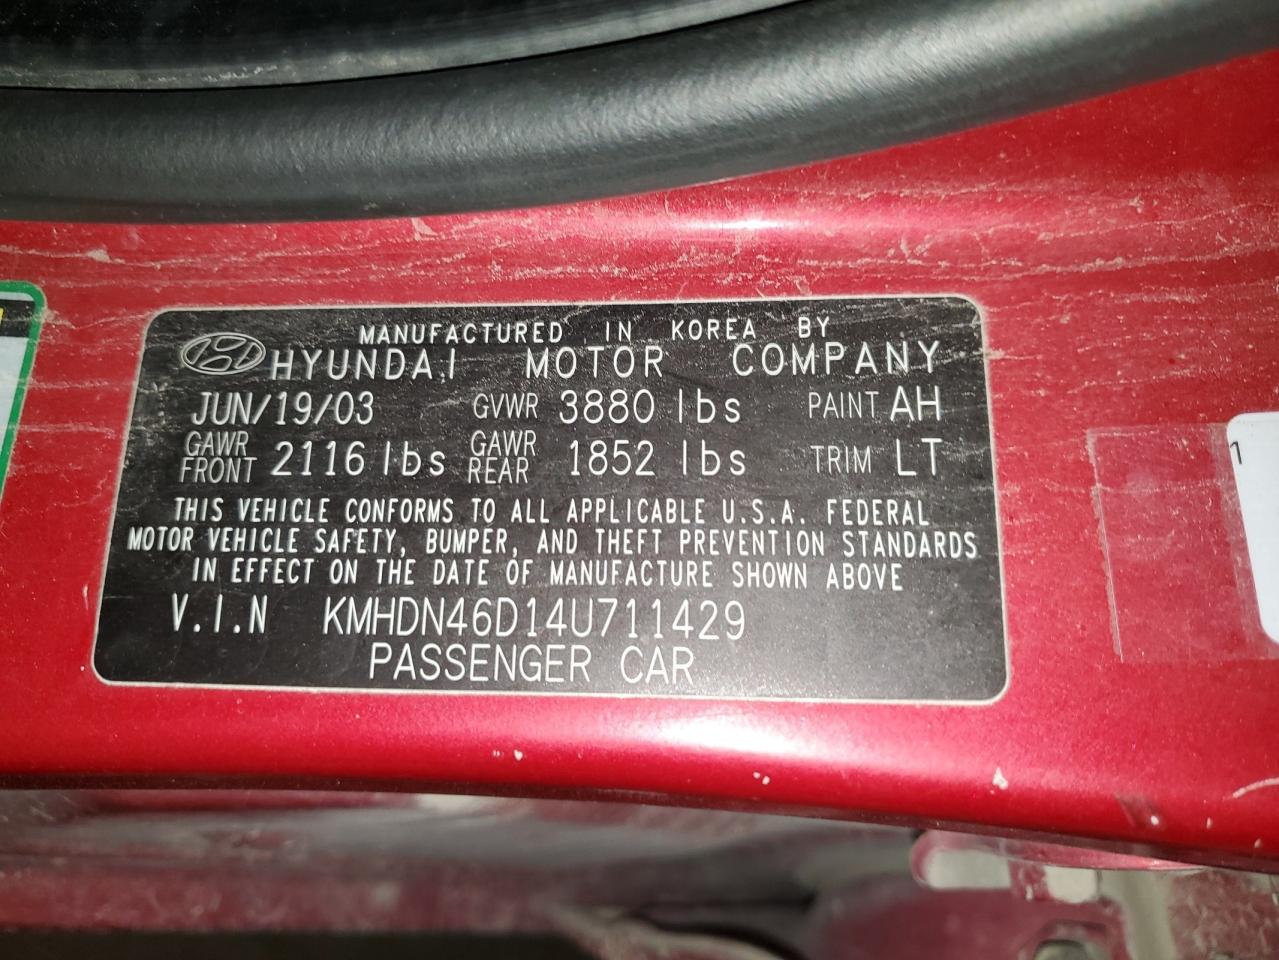 MANUFACTURED IN KOREA BY
HYUNDAI MOTOR COMPANY
JUN/19/03 GVWR 3880 lbs PAINT AH
GAWR FRONT 2116 lbs GAWR REAR 1852 lbs TRIM LT
THIS VEHICLE CONFORMS TO ALL APPLICABLE U.S.A. FEDERAL
MOTOR VEHICLE SAFETY, BUMPER, AND THEFT PREVENTION STANDARDS
IN EFFECT ON THE DATE OF MANUFACTURE SHOWN ABOVE
V.I.N KMHDN46D14U711429
PASSENGER CAR
1